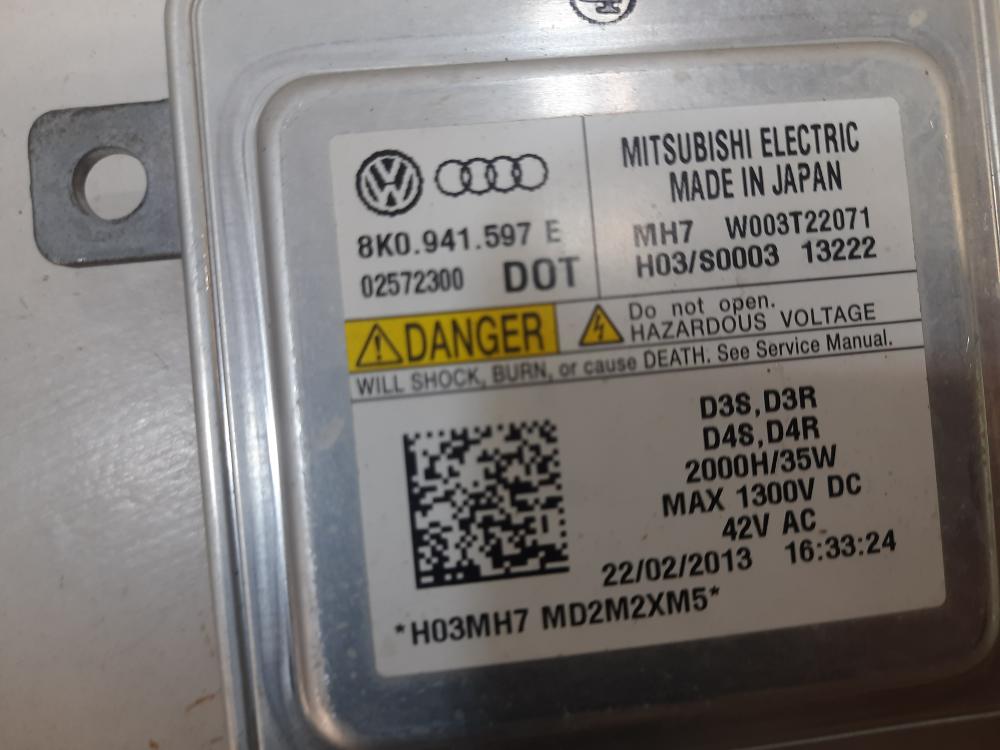 8K0.941.597 E
02572300 DOT
MITSUBISHI ELECTRIC
MADE IN JAPAN
MH7 W003T22071
H03/S0003 13222
DANGER
Do not open.
HAZARDOUS VOLTAGE
WILL SHOCK, BURN, or cause DEATH. See Service Manual.
D3S,D3R
D4S,D4R
2000H/35W
MAX 1300V DC
42V AC
22/02/2013 16:33:24
*H03MH7 MD2M2XM5*